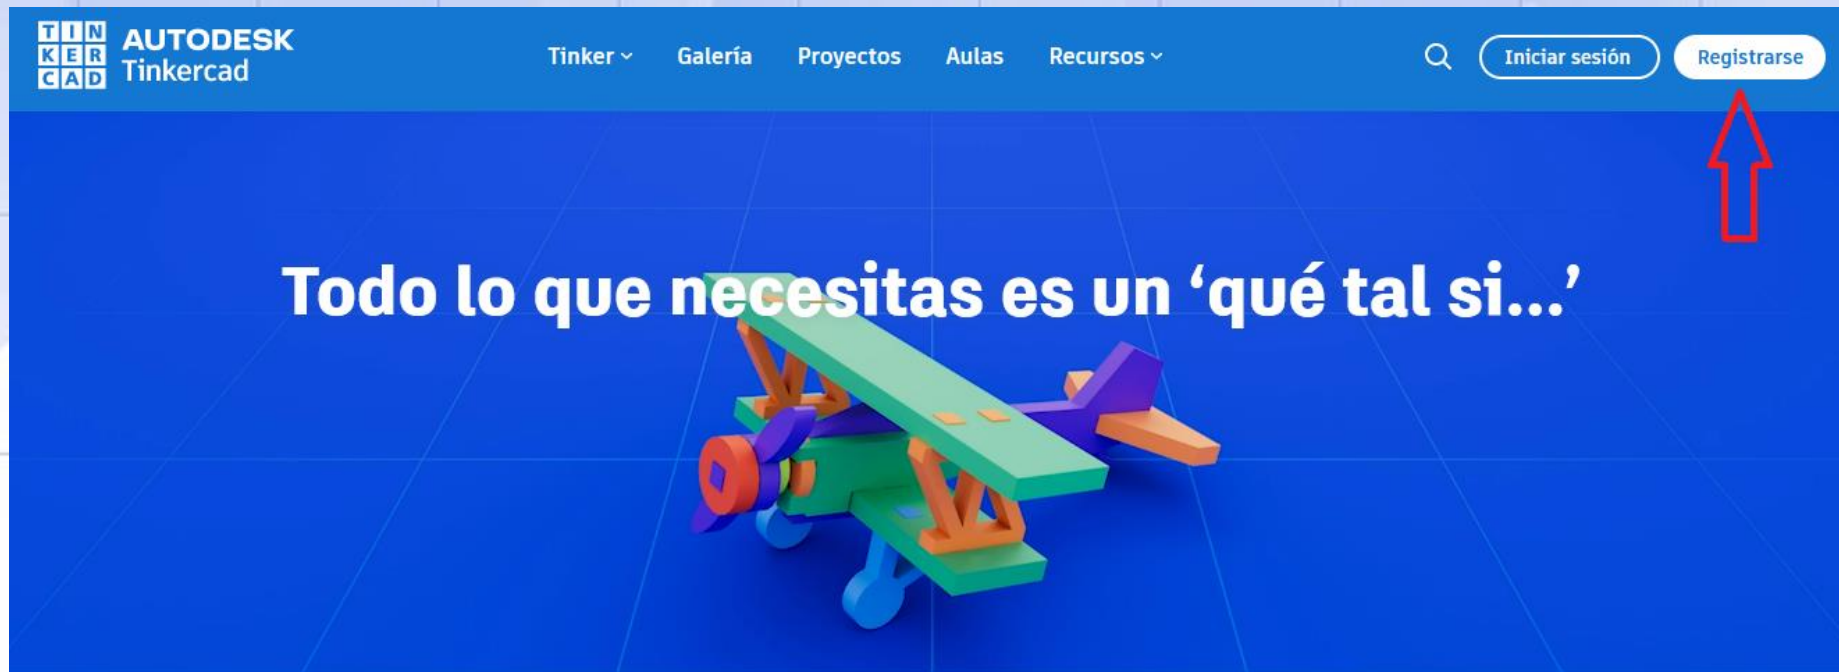 TIN
KER
CAD
AUTODESK
Tinkercad
Tinker
Galería
Proyectos
Aulas
Recursos
Iniciar sesión
Registrarse
Todo lo que necesitas es un ‘qué tal si...’